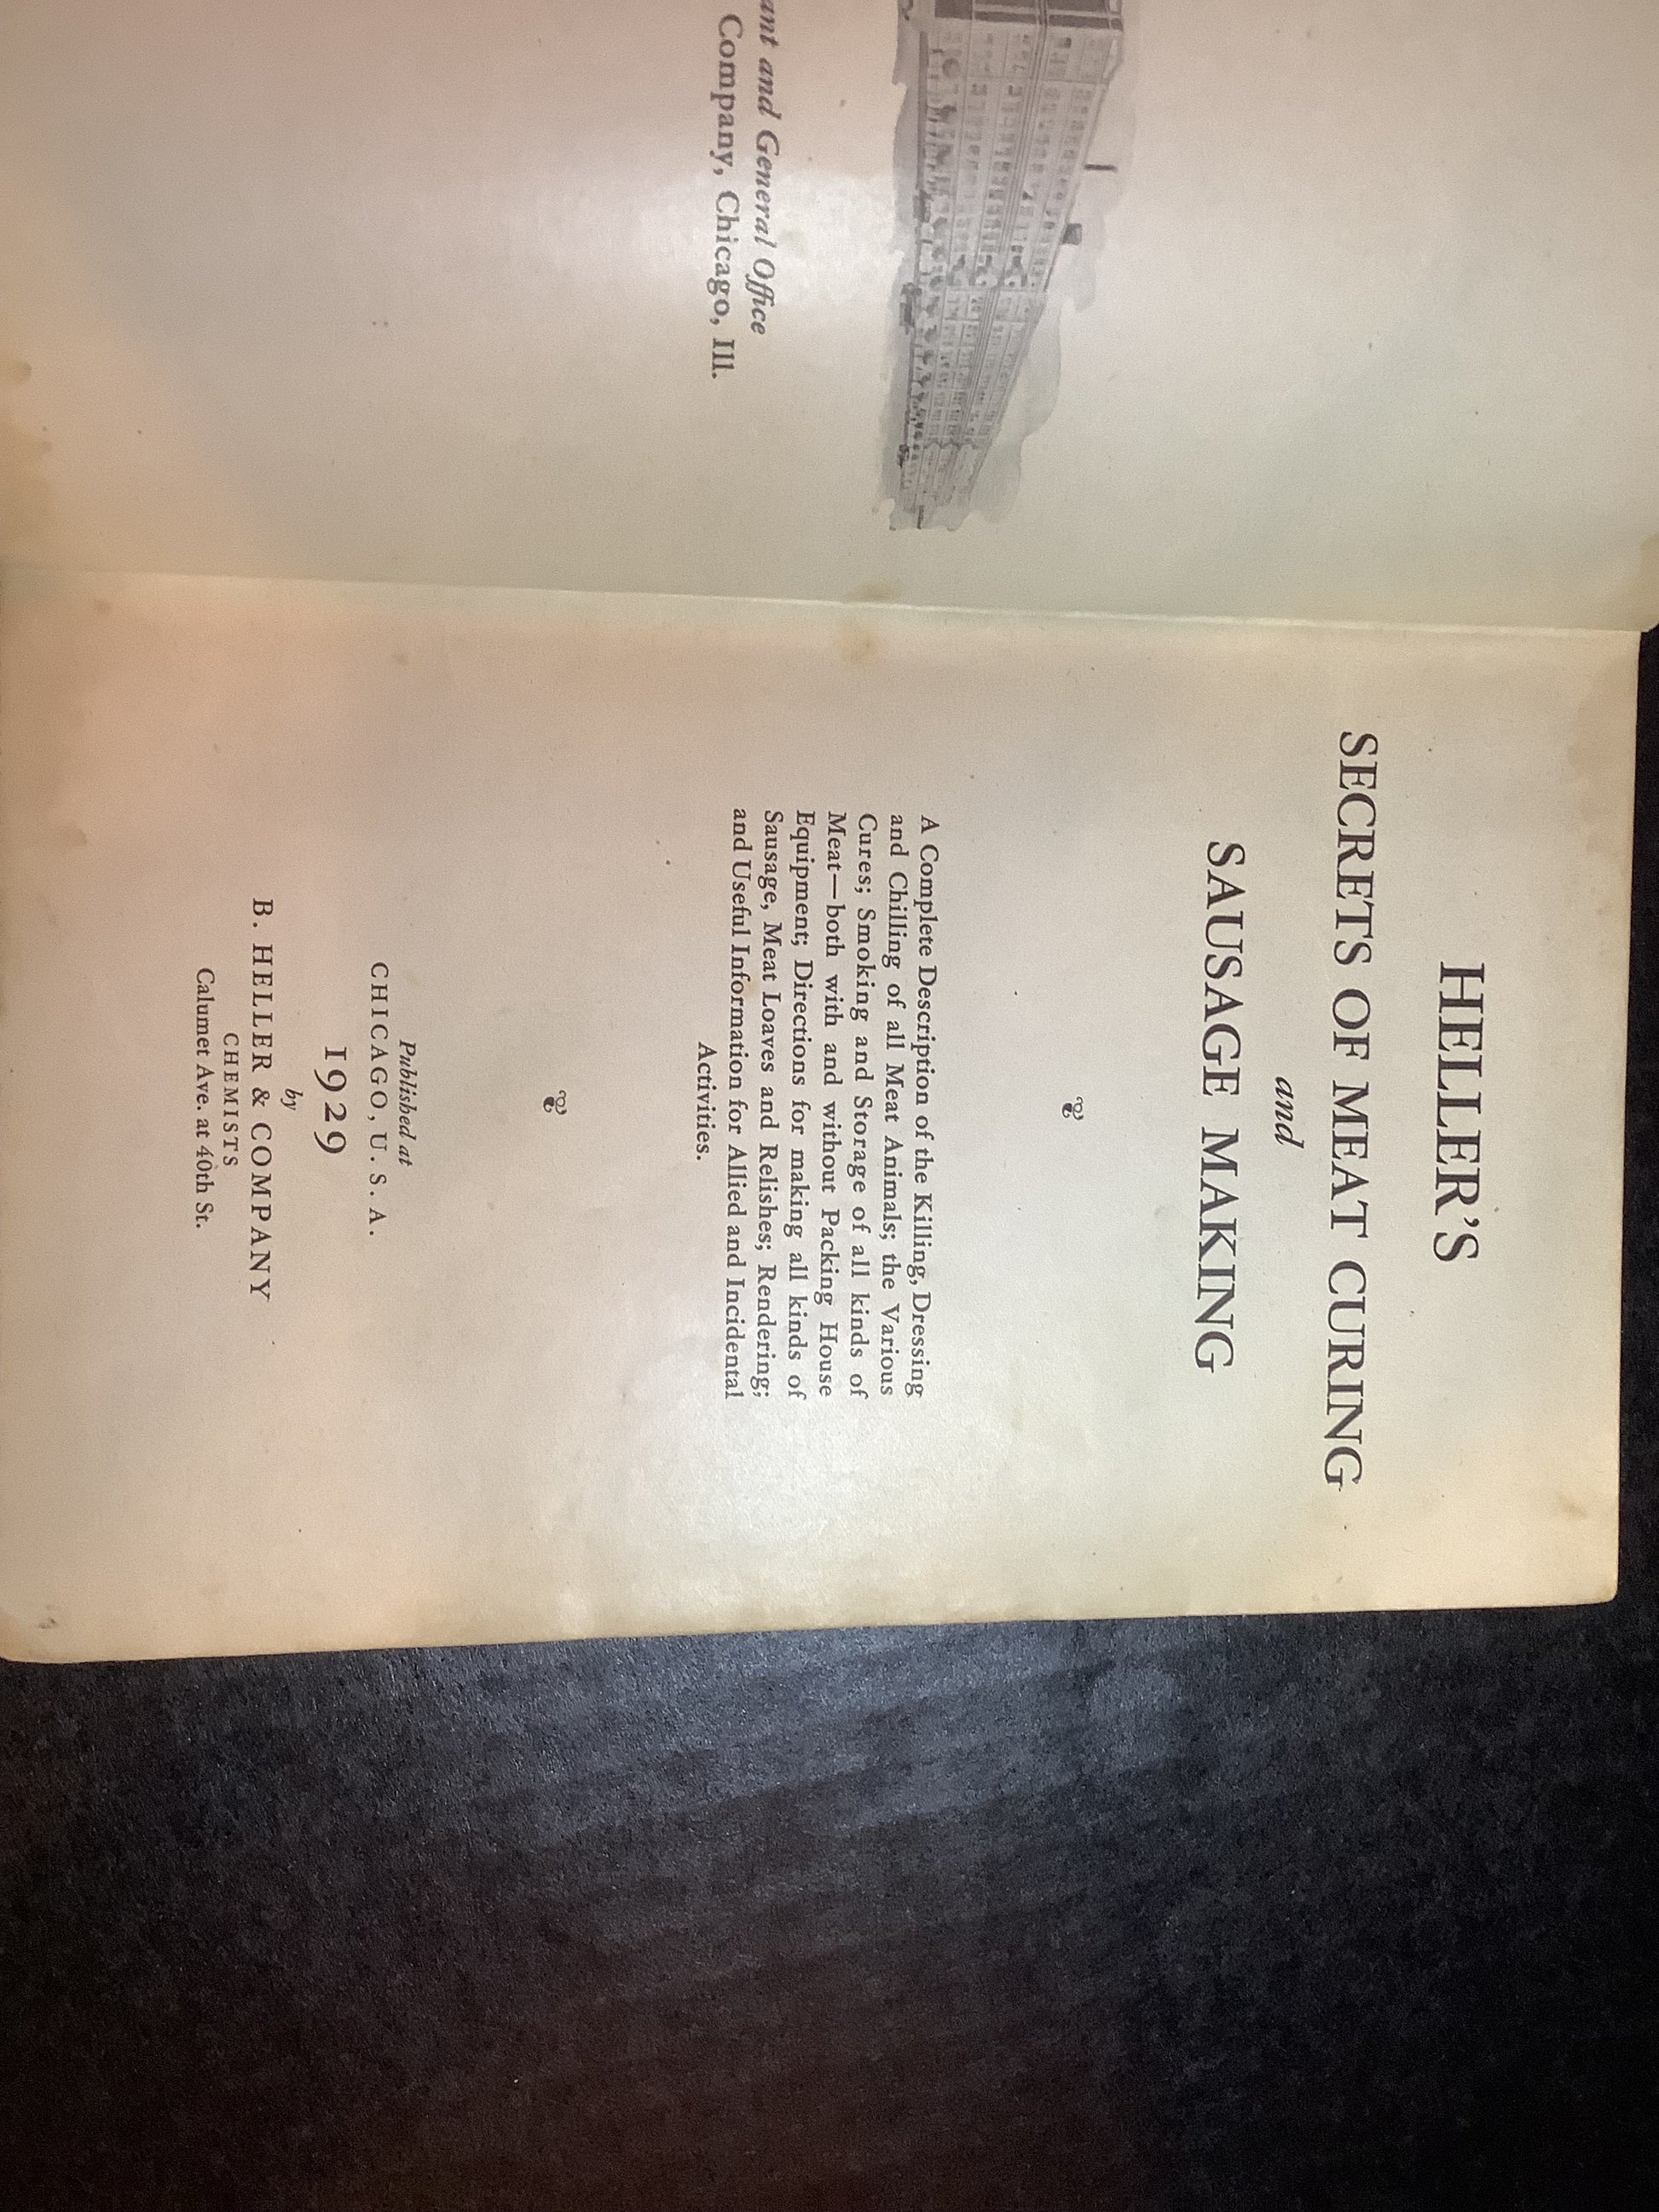 ant and General Office
Company, Chicago, Ill.
HELLER'S
SECRETS OF MEAT CURING
and
SAUSAGE MAKING
A Complete Description of the Killing, Dressing
and Chilling of all Meat Animals; the Various
Cures; Smoking and Storage of all kinds of
Meat—both with and without Packing House
Equipment; Directions for making all kinds of
Sausage, Meat Loaves and Relishes; Rendering;
and Useful Information for Allied and Incidental
Activities.
Published at
CHICAGO, U. S. A.
1929
by
B. HELLER & COMPANY
CHEMISTS
Calumet Ave. at 40th St.